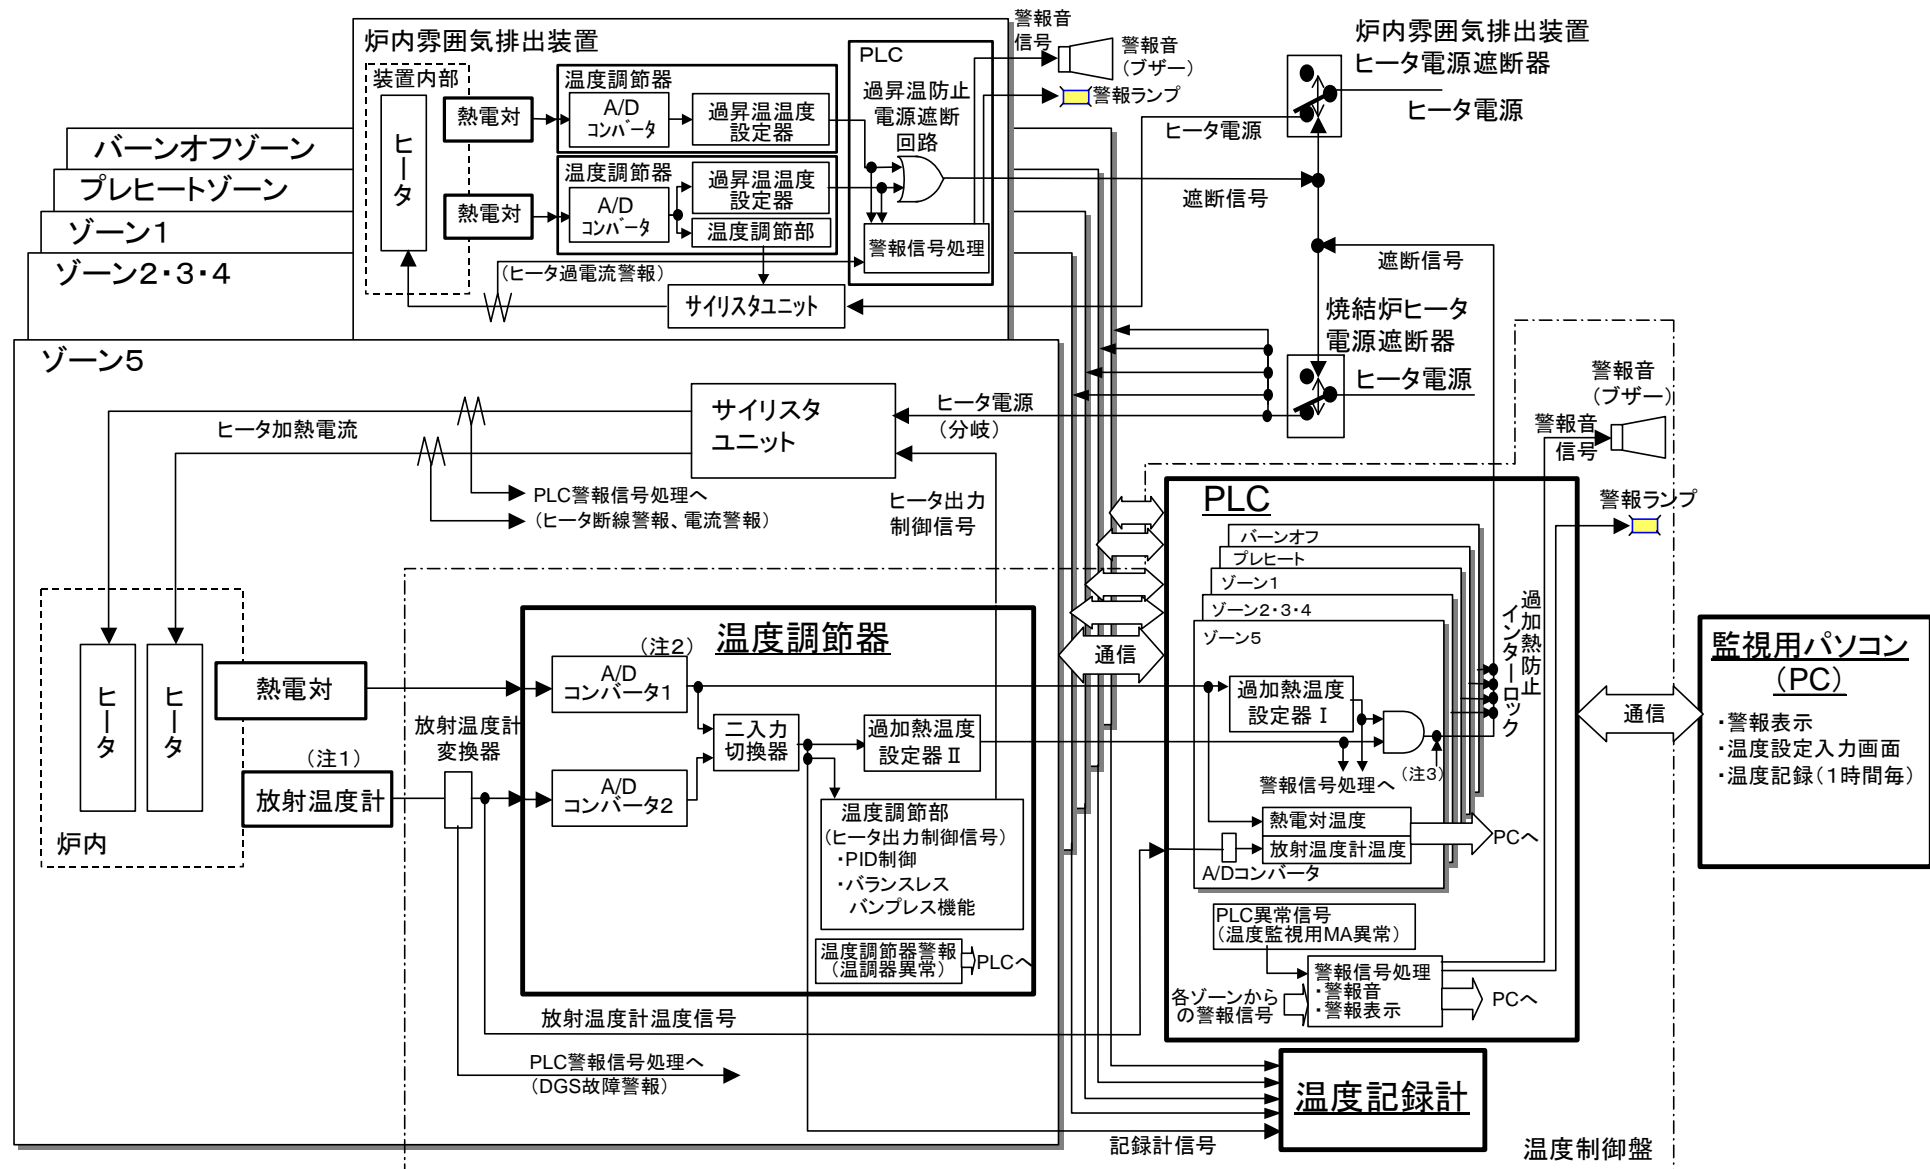 炉内雰囲気排出装置
装置内部
ヒータ
熱電対
熱電対
温度調節器
A/D
コンバータ
過昇温温度
設定器
温度調節器
A/D
コンバータ
過昇温温度
設定器
温度調節部
PLC
過昇温防止
電源遮断
回路
警報信号処理
(ヒータ過電流警報)
サイリスタユニット
警報音
信号
警報音
(ブザー)
警報ランプ
炉内雰囲気排出装置
ヒータ電源遮断器
ヒータ電源
ヒータ電源
遮断信号
遮断信号
焼結炉ヒータ
電源遮断器
ヒータ電源
バーンオフゾーン
プレヒートゾーン
ゾーン1
ゾーン2・3・4
ゾーン5
サイリスタ
ユニット
ヒータ電源
(分岐)
ヒータ加熱電流
PLC警報信号処理へ
(ヒータ断線警報、電流警報)
ヒータ出力
制御信号
炉内
ヒータ
ヒータ
熱電対
(注1)
放射温度計
放射温度計
変換器
温度調節器
(注2)
A/D
コンバータ1
A/D
コンバータ2
二入力
切換器
過加熱温度
設定器Ⅱ
温度調節部
(ヒータ出力制御信号)
・PID制御
・バランスレス
バンプレス機能
温度調節器警報
(温調器異常)
PLCへ
放射温度計温度信号
PLC警報信号処理へ
(DGS故障警報)
通信
PLC
バーンオフ
プレヒート
ゾーン1
ゾーン2・3・4
ゾーン5
過加熱温度
設定器Ⅰ
警報信号処理へ
(注3)
過加熱防止
インターロック
熱電対温度
放射温度計温度
A/Dコンバータ
PCへ
PLC異常信号
(温度監視用MA異常)
警報信号処理
・警報音
・警報表示
各ゾーンから
の警報信号
PCへ
警報音
(ブザー)
警報音
信号
警報ランプ
通信
監視用パソコン
(PC)
・警報表示
・温度設定入力画面
・温度記録(1時間毎)
温度記録計
記録計信号
温度制御盤